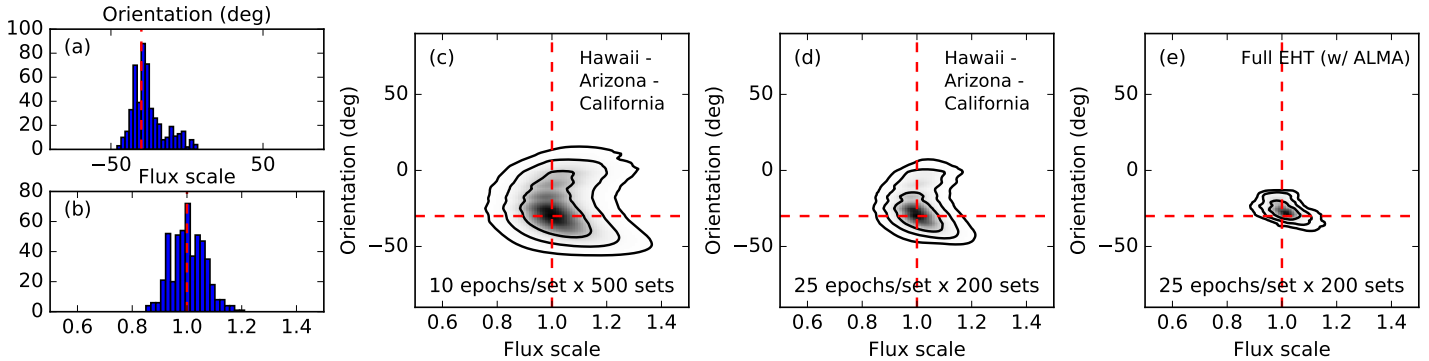 Orientation (deg)
(a)
100
80
60
40
20
0
−50
50
Flux scale
(b)
80
60
40
20
0
0.6
0.8
1.0
1.2
1.4
(c)
Hawaii -
Arizona -
California
Orientation (deg)
50
0
−50
10 epochs/set x 500 sets
0.6
0.8
1.0
1.2
1.4
Flux scale
(d)
Hawaii -
Arizona -
California
Orientation (deg)
50
0
−50
25 epochs/set x 200 sets
0.6
0.8
1.0
1.2
1.4
Flux scale
(e)
Full EHT (w/ ALMA)
Orientation (deg)
50
0
−50
25 epochs/set x 200 sets
0.6
0.8
1.0
1.2
1.4
Flux scale